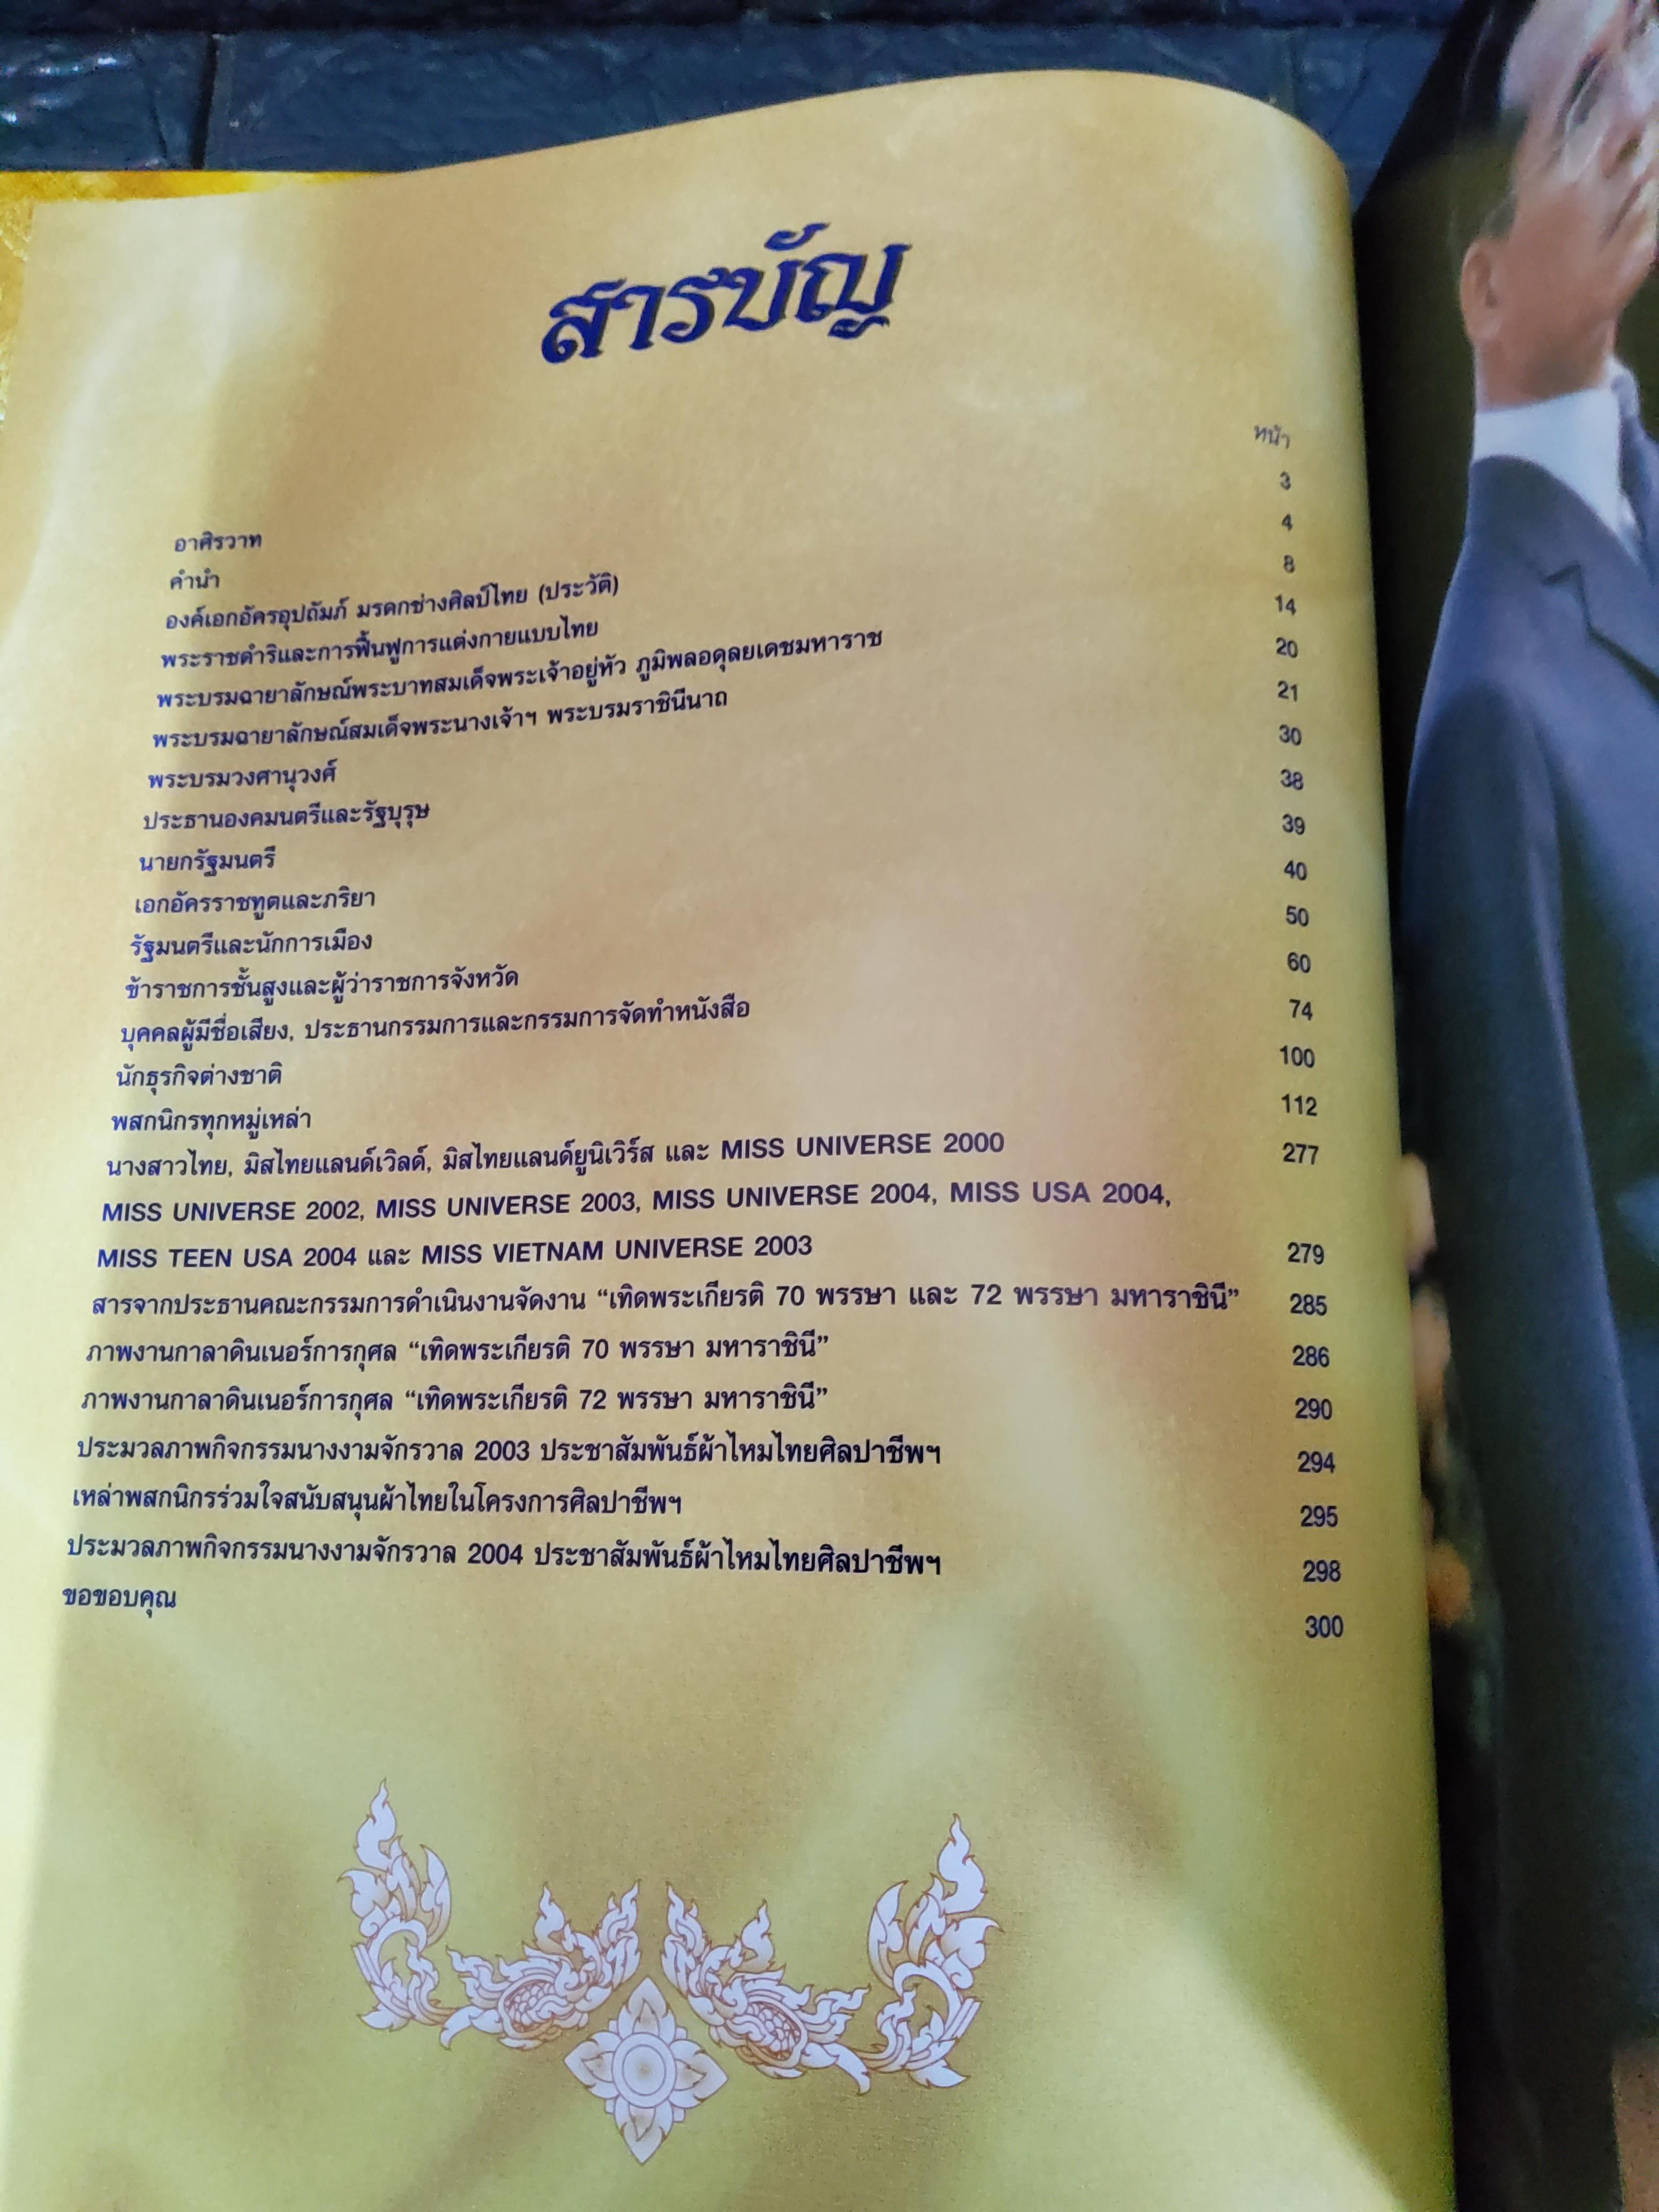 สารบัญ
หน้า
อาศิรวาท 3
คำนำ 4
องค์เอกอัครอุปถัมภ์ มรดกช่างศิลป์ไทย (ประวัติ) 8
พระราชดำริและการฟื้นฟูการแต่งกายแบบไทย 14
พระบรมฉายาลักษณ์พระบาทสมเด็จพระเจ้าอยู่หัว ภูมิพลอดุลยเดชมหาราช 20
พระบรมฉายาลักษณ์สมเด็จพระนางเจ้าฯ พระบรมราชินีนาถ 21
พระบรมวงศานุวงศ์ 30
ประธานองคมนตรีและรัฐบุรุษ 38
นายกรัฐมนตรี 39
เอกอัครราชทูตและภริยา 40
รัฐมนตรีและนักการเมือง 50
ข้าราชการชั้นสูงและผู้ว่าราชการจังหวัด 60
บุคคลผู้มีชื่อเสียง, ประธานกรรมการและกรรมการจัดทำหนังสือ 74
นักธุรกิจต่างชาติ 100
พสกนิกรทุกหมู่เหล่า 112
นางสาวไทย, มิสไทยแลนด์เวิลด์, มิสไทยแลนด์ยูนิเวิร์ส และ MISS UNIVERSE 2000 277
MISS UNIVERSE 2002, MISS UNIVERSE 2003, MISS UNIVERSE 2004, MISS USA 2004,
MISS TEEN USA 2004 และ MISS VIETNAM UNIVERSE 2003 279
สารจากประธานคณะกรรมการดำเนินงานจัดงาน “เทิดพระเกียรติ 70 พรรษา และ 72 พรรษา มหาราชินี” 285
ภาพงานกาลาดินเนอร์การกุศล “เทิดพระเกียรติ 70 พรรษา มหาราชินี” 286
ภาพงานกาลาดินเนอร์การกุศล “เทิดพระเกียรติ 72 พรรษา มหาราชินี” 290
ประมวลภาพกิจกรรมนางงามจักรวาล 2003 ประชาสัมพันธ์ผ้าไหมไทยศิลปาชีพฯ 294
เหล่าพสกนิกรร่วมใจสนับสนุนผ้าไทยในโครงการศิลปาชีพฯ 295
ประมวลภาพกิจกรรมนางงามจักรวาล 2004 ประชาสัมพันธ์ผ้าไหมไทยศิลปาชีพฯ 298
ขอขอบคุณ 300